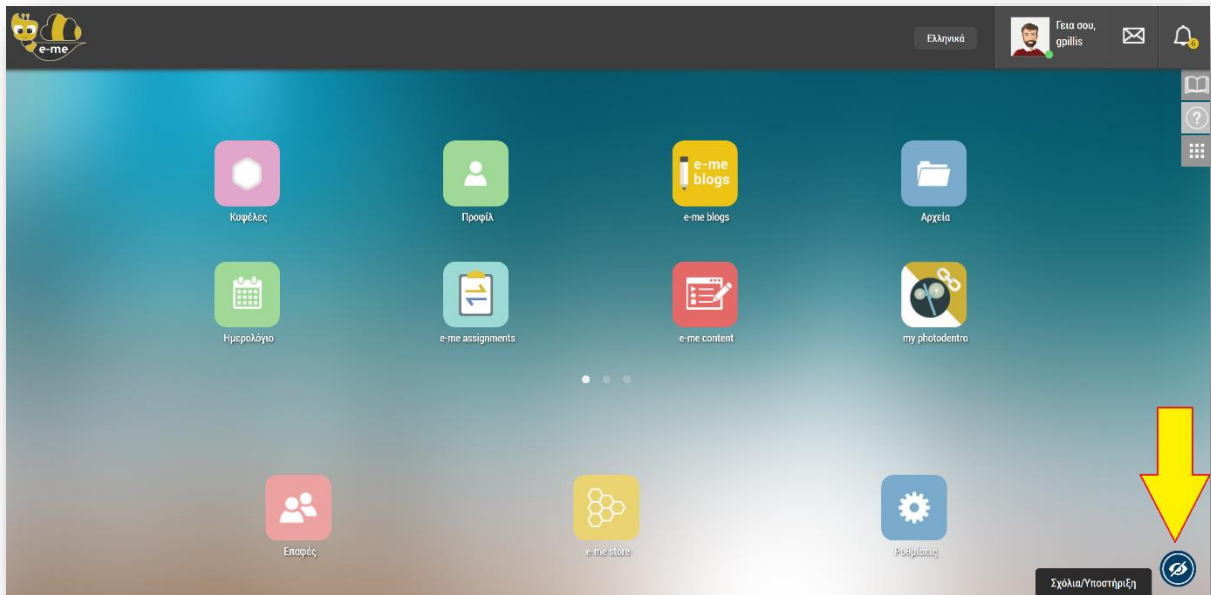 e-me
Ελληνικά
Γεια σου,
gpillis
6
Κυψέλες
Προφίλ
e-me
blogs
e-me blogs
Αρχεία
Ημερολόγιο
e-me assignments
e-me content
my photodentro
Επαφές
e-me store
Ρυθμίσεις
Σχόλια/Υποστήριξη